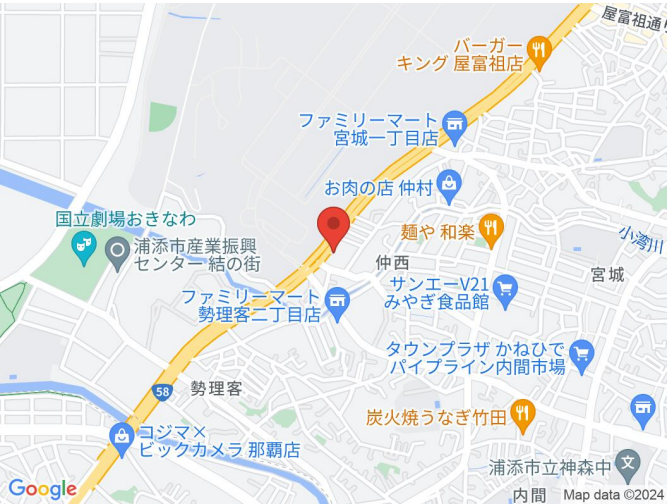 屋富祖通り
バーガー
キング 屋富祖店
ファミリーマート
宮城一丁目店
お肉の店 仲村
国立劇場おきなわ
浦添市産業振興
センター 結の街
麺や 和楽
小湾川
仲西
宮城
サンエーV21
みやぎ食品館
ファミリーマート
勢理客二丁目店
タウンプラザ かねひで
パイプライン内間市場
58
勢理客
炭火焼うなぎ竹田
コジマ×
ビックカメラ 那覇店
浦添市立神森中
文
Google
内間
Map data ©2024